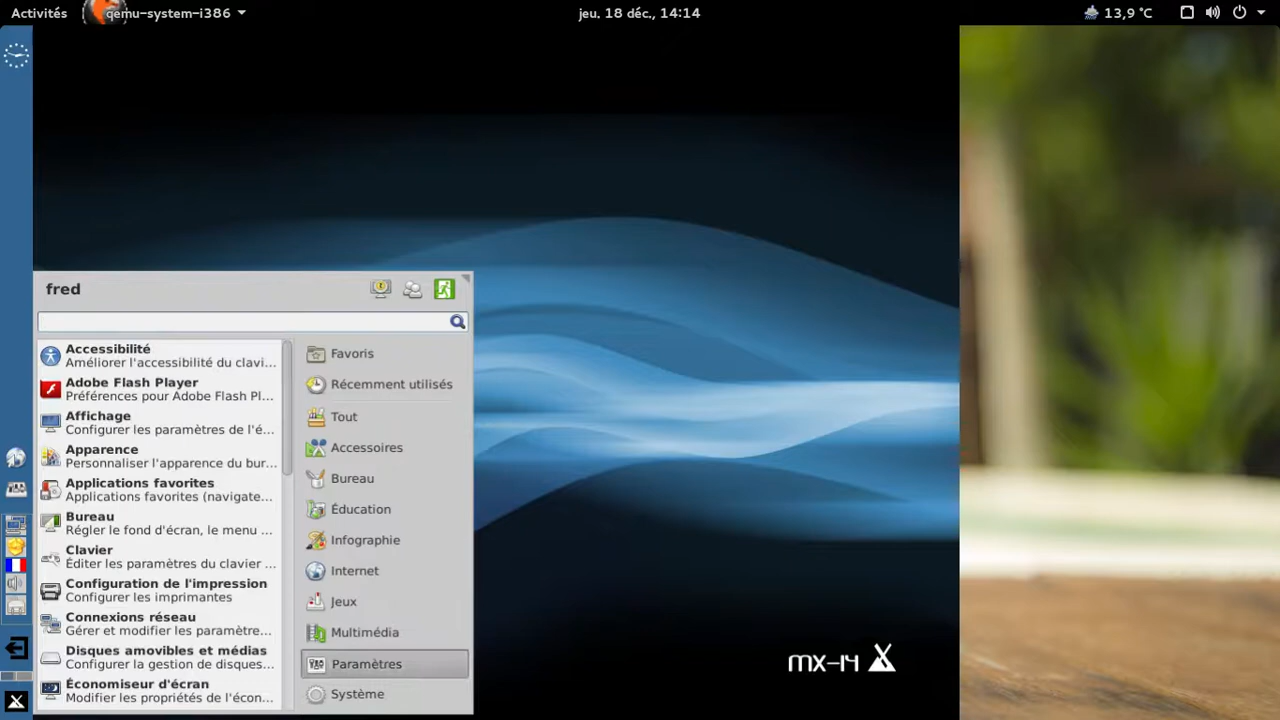 Activités
qemu-system-i386
jeu. 18 déc., 14:14
13,9 °C
fred
Accessibilité
Améliorer l'accessibilité du clavi...
Adobe Flash Player
Préférences pour Adobe Flash Pl...
Affichage
Configurer les paramètres de l'é...
Apparence
Personnaliser l'apparence du bur...
Applications favorites
Applications favorites (navigate...
Bureau
Régler le fond d'écran, le menu ...
Clavier
Éditer les paramètres du clavier ...
Configuration de l'impression
Configurer les imprimantes
Connexions réseau
Gérer et modifier les paramètre...
Disques amovibles et médias
Configurer la gestion de disques...
Économiseur d'écran
Modifier les propriétés de l'écon...
Favoris
Récemment utilisés
Tout
Accessoires
Bureau
Éducation
Infographie
Internet
Jeux
Multimédia
Paramètres
Système
mx-14